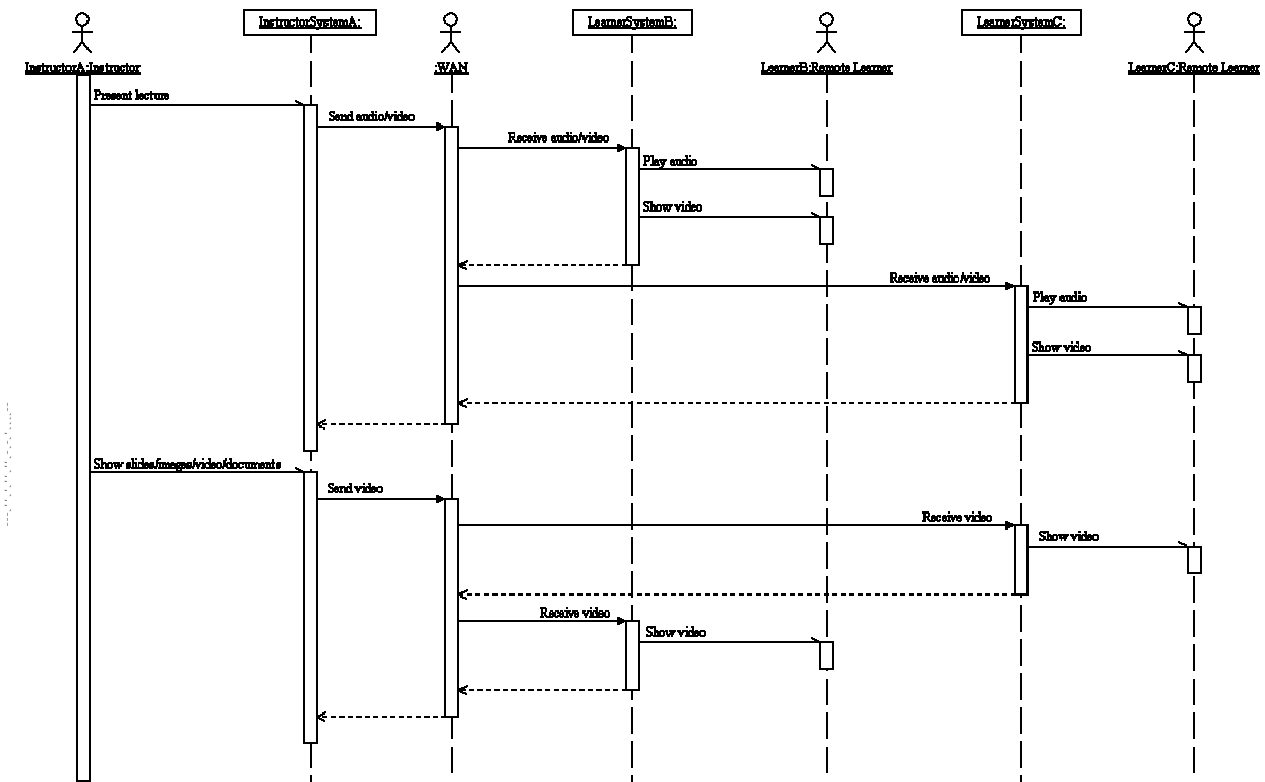 InstructorSystemA:
LearnerSystemB:
LearnerSystemC:
InstructorA:Instructor
:WAN
LearnerB:Remote Learner
LearnerC:Remote Learner
Present lecture
Send audio/video
Receive audio/video
Play audio
Show video
Receive audio/video
Play audio
Show video
Show slides/images/video/documents
Send video
Receive video
Show video
Receive video
Show video